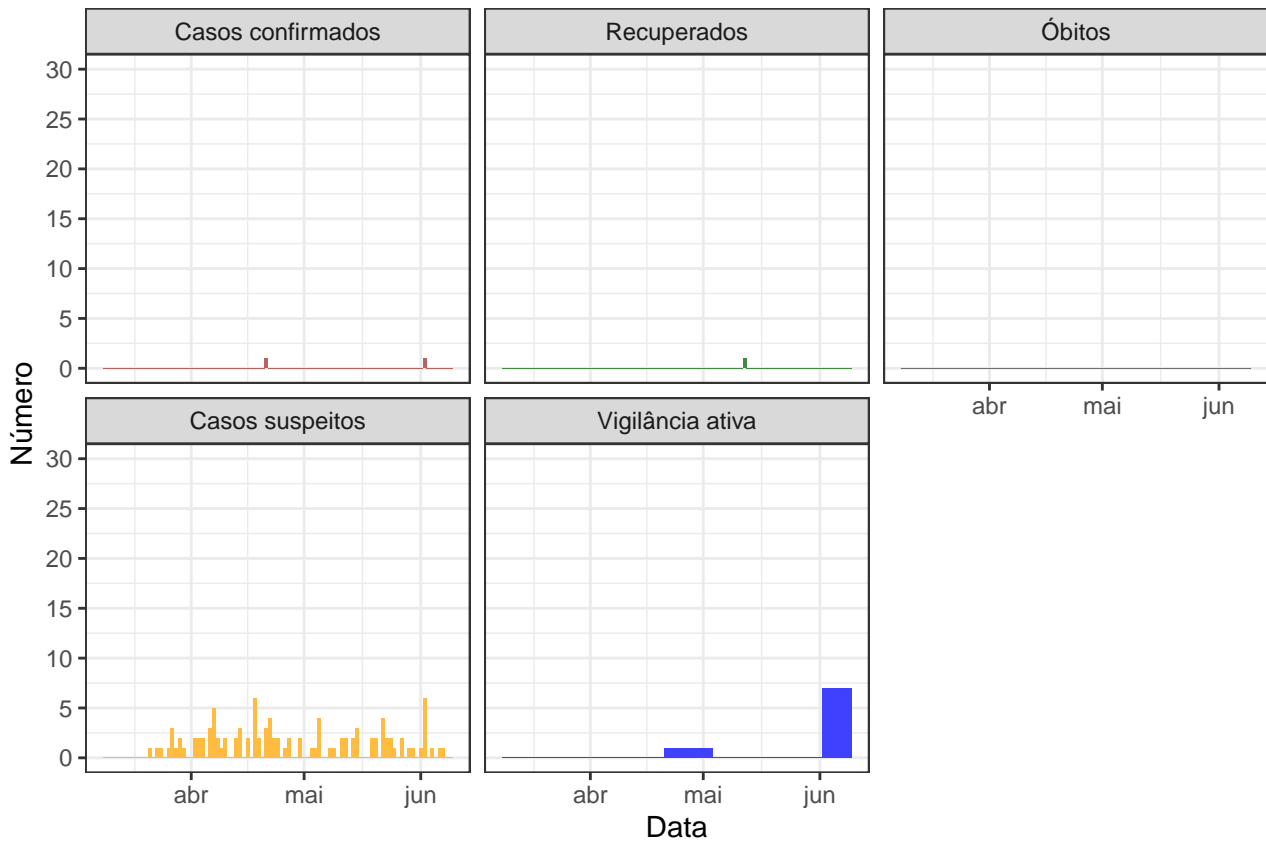 Casos confirmados
Recuperados
Óbitos
30
25
20
15
10
5
0
abr mai jun
Número
Casos suspeitos
Vigilância ativa
30
25
20
15
10
5
0
abr mai jun
abr mai jun
Data